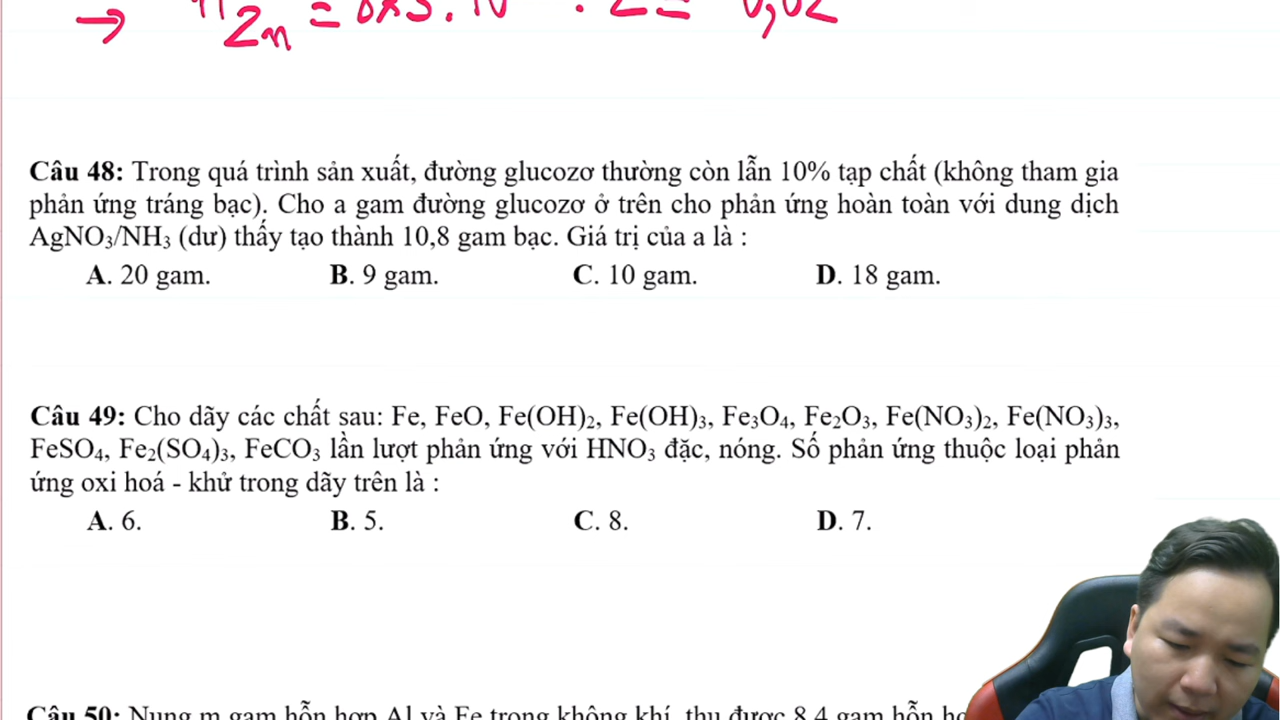 → n Zn = 0,02
Câu 48: Trong quá trình sản xuất, đường glucozơ thường còn lẫn 10% tạp chất (không tham gia
phản ứng tráng bạc). Cho a gam đường glucozơ ở trên cho phản ứng hoàn toàn với dung dịch
AgNO₃/NH₃ (dư) thấy tạo thành 10,8 gam bạc. Giá trị của a là :
A. 20 gam. B. 9 gam. C. 10 gam. D. 18 gam.
Câu 49: Cho dãy các chất sau: Fe, FeO, Fe(OH)₂, Fe(OH)₃, Fe₃O₄, Fe₂O₃, Fe(NO₃)₂, Fe(NO₃)₃,
FeSO₄, Fe₂(SO₄)₃, FeCO₃ lần lượt phản ứng với HNO₃ đặc, nóng. Số phản ứng thuộc loại phản
ứng oxi hoá - khử trong dãy trên là :
A. 6. B. 5. C. 8. D. 7.
Câu 50: Nung m gam hỗn hợp Al và Fe trong không khí, thu được 8,4 gam hỗn